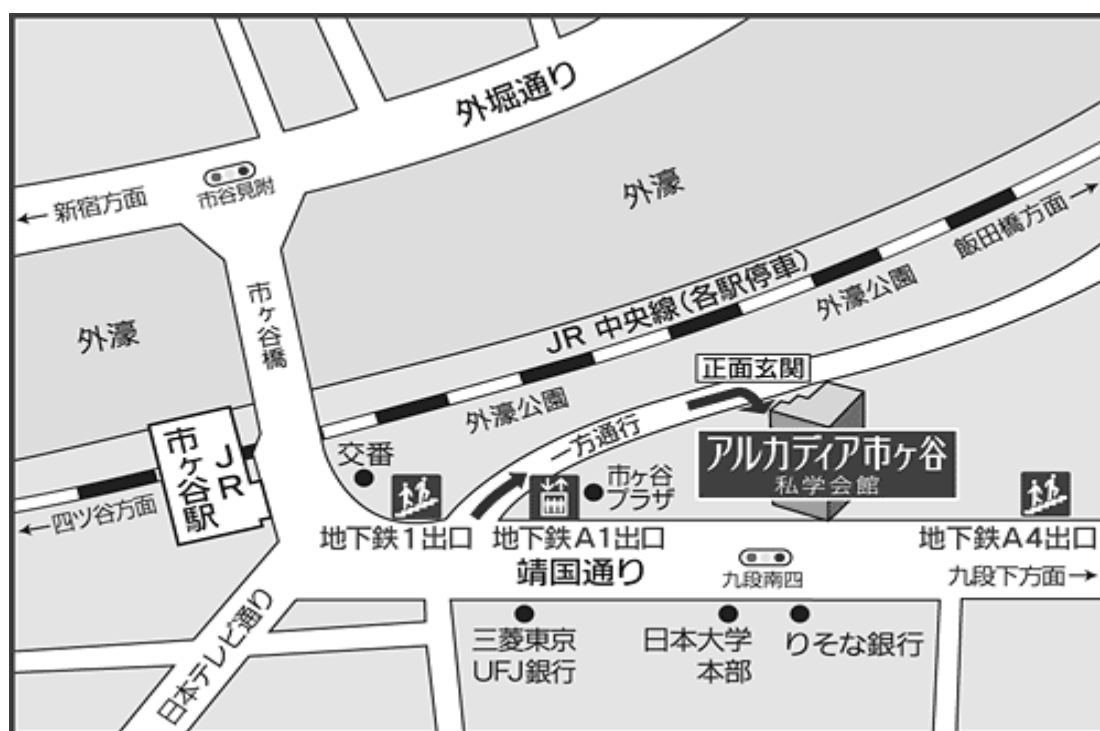 外堀通り
市谷見附
←新宿方面
外濠
飯田橋方面→
市ヶ谷橋
外濠
JR 中央線(各駅停車)
外濠公園
正面玄関
外濠公園
一方通行
アルカディア市ヶ谷
私学会館
JR
市ヶ谷駅
交番
市ヶ谷
プラザ
←四ツ谷方面
地下鉄1出口
地下鉄A1出口
地下鉄A4出口
靖国通り
九段南四
九段下方面→
日本テレビ通り
三菱東京
UFJ銀行
日本大学
本部
りそな銀行